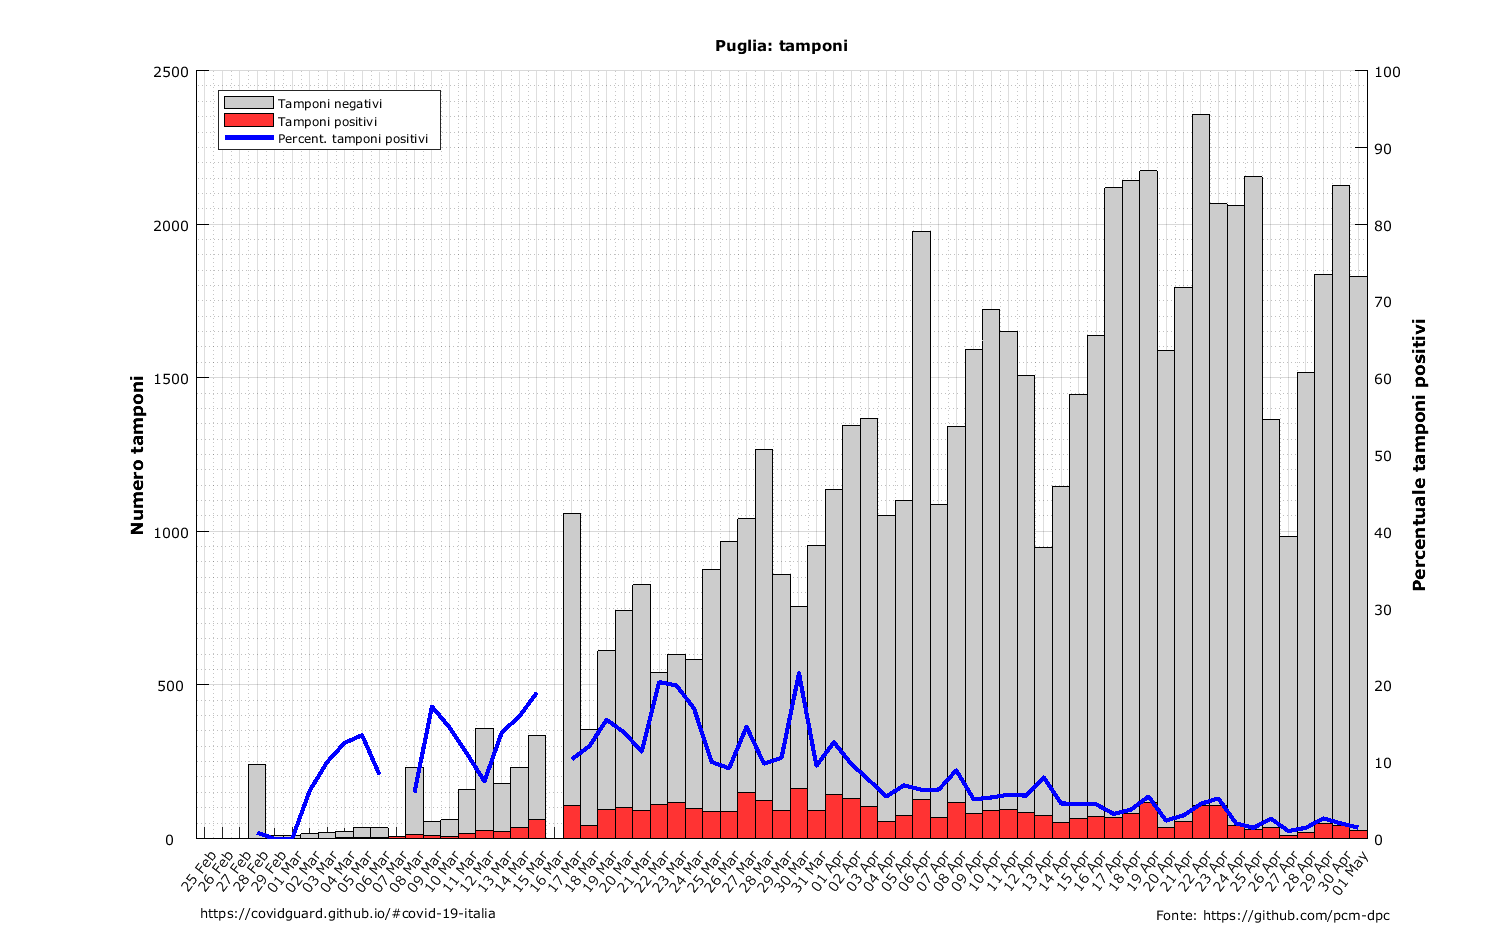 Puglia: tamponi
Tamponi negativi
Tamponi positivi
Percent. tamponi positivi
Numero tamponi
2500
2000
1500
1000
500
0
Percentuale tamponi positivi
100
90
80
70
60
50
40
30
20
10
0
25 Feb
26 Feb
27 Feb
28 Feb
29 Feb
01 Mar
02 Mar
03 Mar
04 Mar
05 Mar
06 Mar
07 Mar
08 Mar
09 Mar
10 Mar
11 Mar
12 Mar
13 Mar
14 Mar
15 Mar
16 Mar
17 Mar
18 Mar
19 Mar
20 Mar
21 Mar
22 Mar
23 Mar
24 Mar
25 Mar
26 Mar
27 Mar
28 Mar
29 Mar
30 Mar
31 Mar
01 Apr
02 Apr
03 Apr
04 Apr
05 Apr
06 Apr
07 Apr
08 Apr
09 Apr
10 Apr
11 Apr
12 Apr
13 Apr
14 Apr
15 Apr
16 Apr
17 Apr
18 Apr
19 Apr
20 Apr
21 Apr
22 Apr
23 Apr
24 Apr
25 Apr
26 Apr
27 Apr
28 Apr
29 Apr
30 Apr
01 May
https://covidguard.github.io/#covid-19-italia
Fonte: https://github.com/pcm-dpc